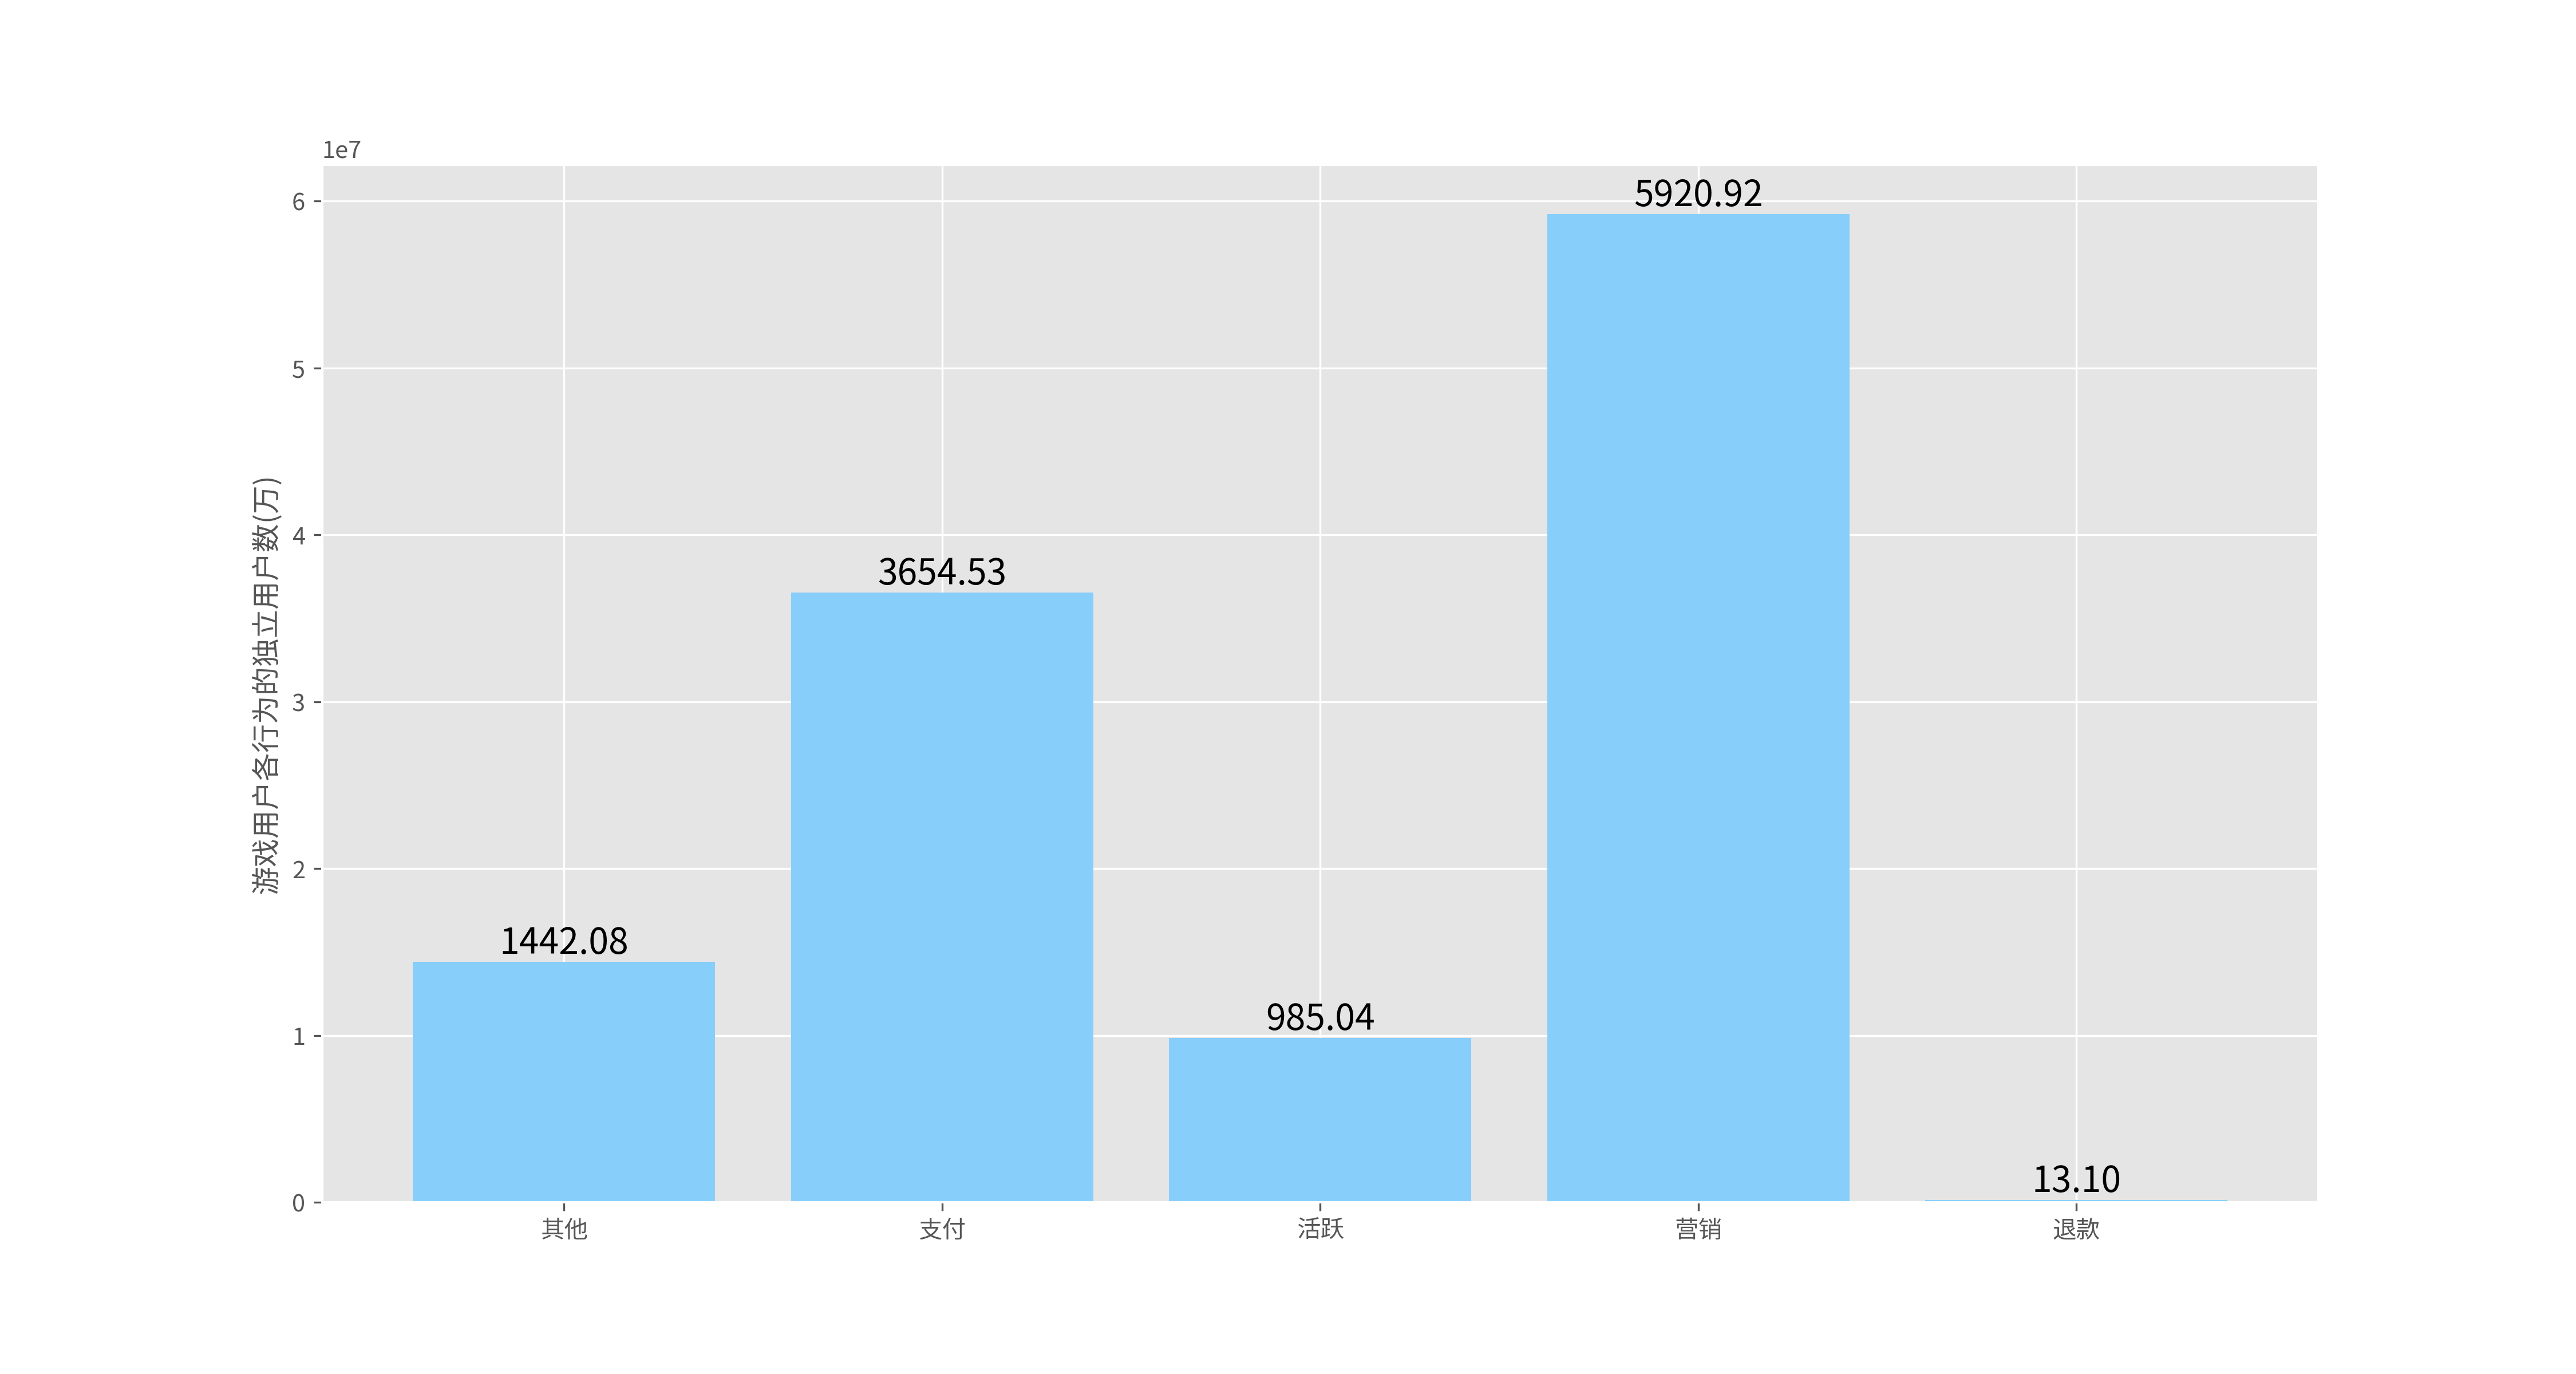 1e7
游戏用户各行为的独立用户数(万)
6
5
4
3
2
1
0
1442.08
3654.53
985.04
5920.92
13.10
其他
支付
活跃
营销
退款